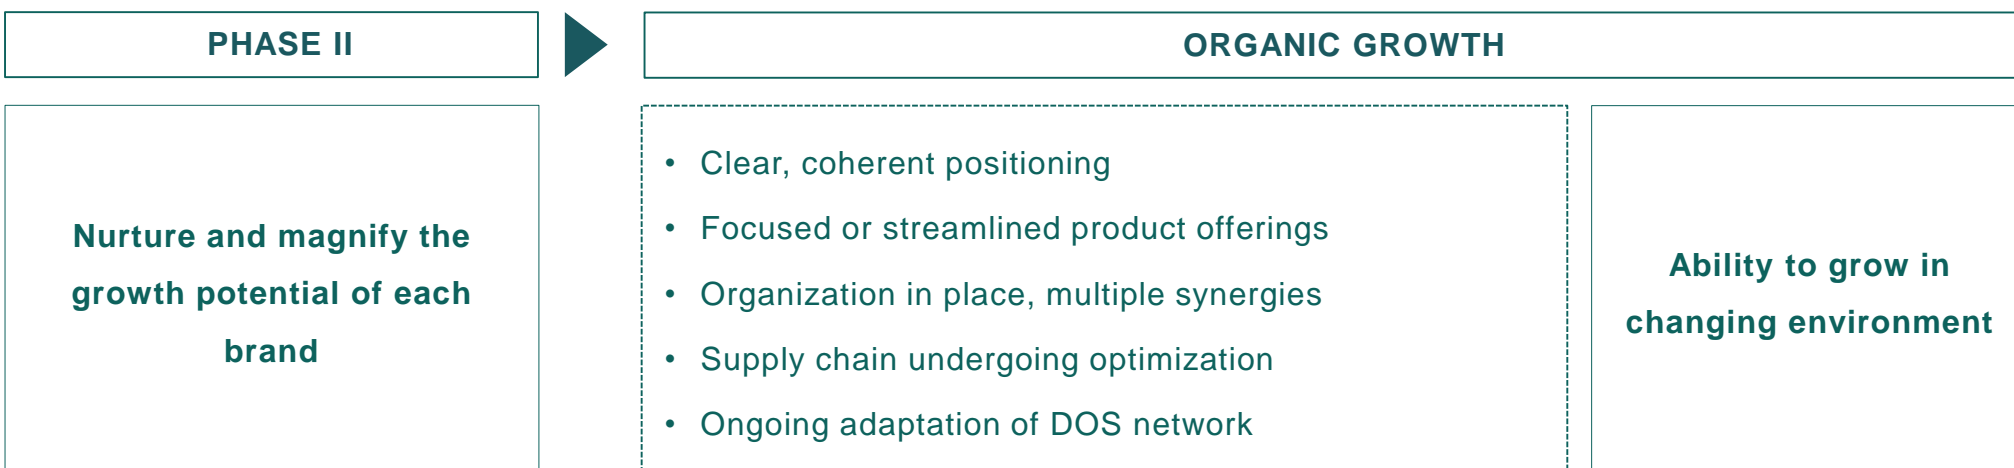 PHASE II
ORGANIC GROWTH
Nurture and magnify the
growth potential of each
brand
• Clear, coherent positioning
• Focused or streamlined product offerings
• Organization in place, multiple synergies
• Supply chain undergoing optimization
• Ongoing adaptation of DOS network
Ability to grow in
changing environment